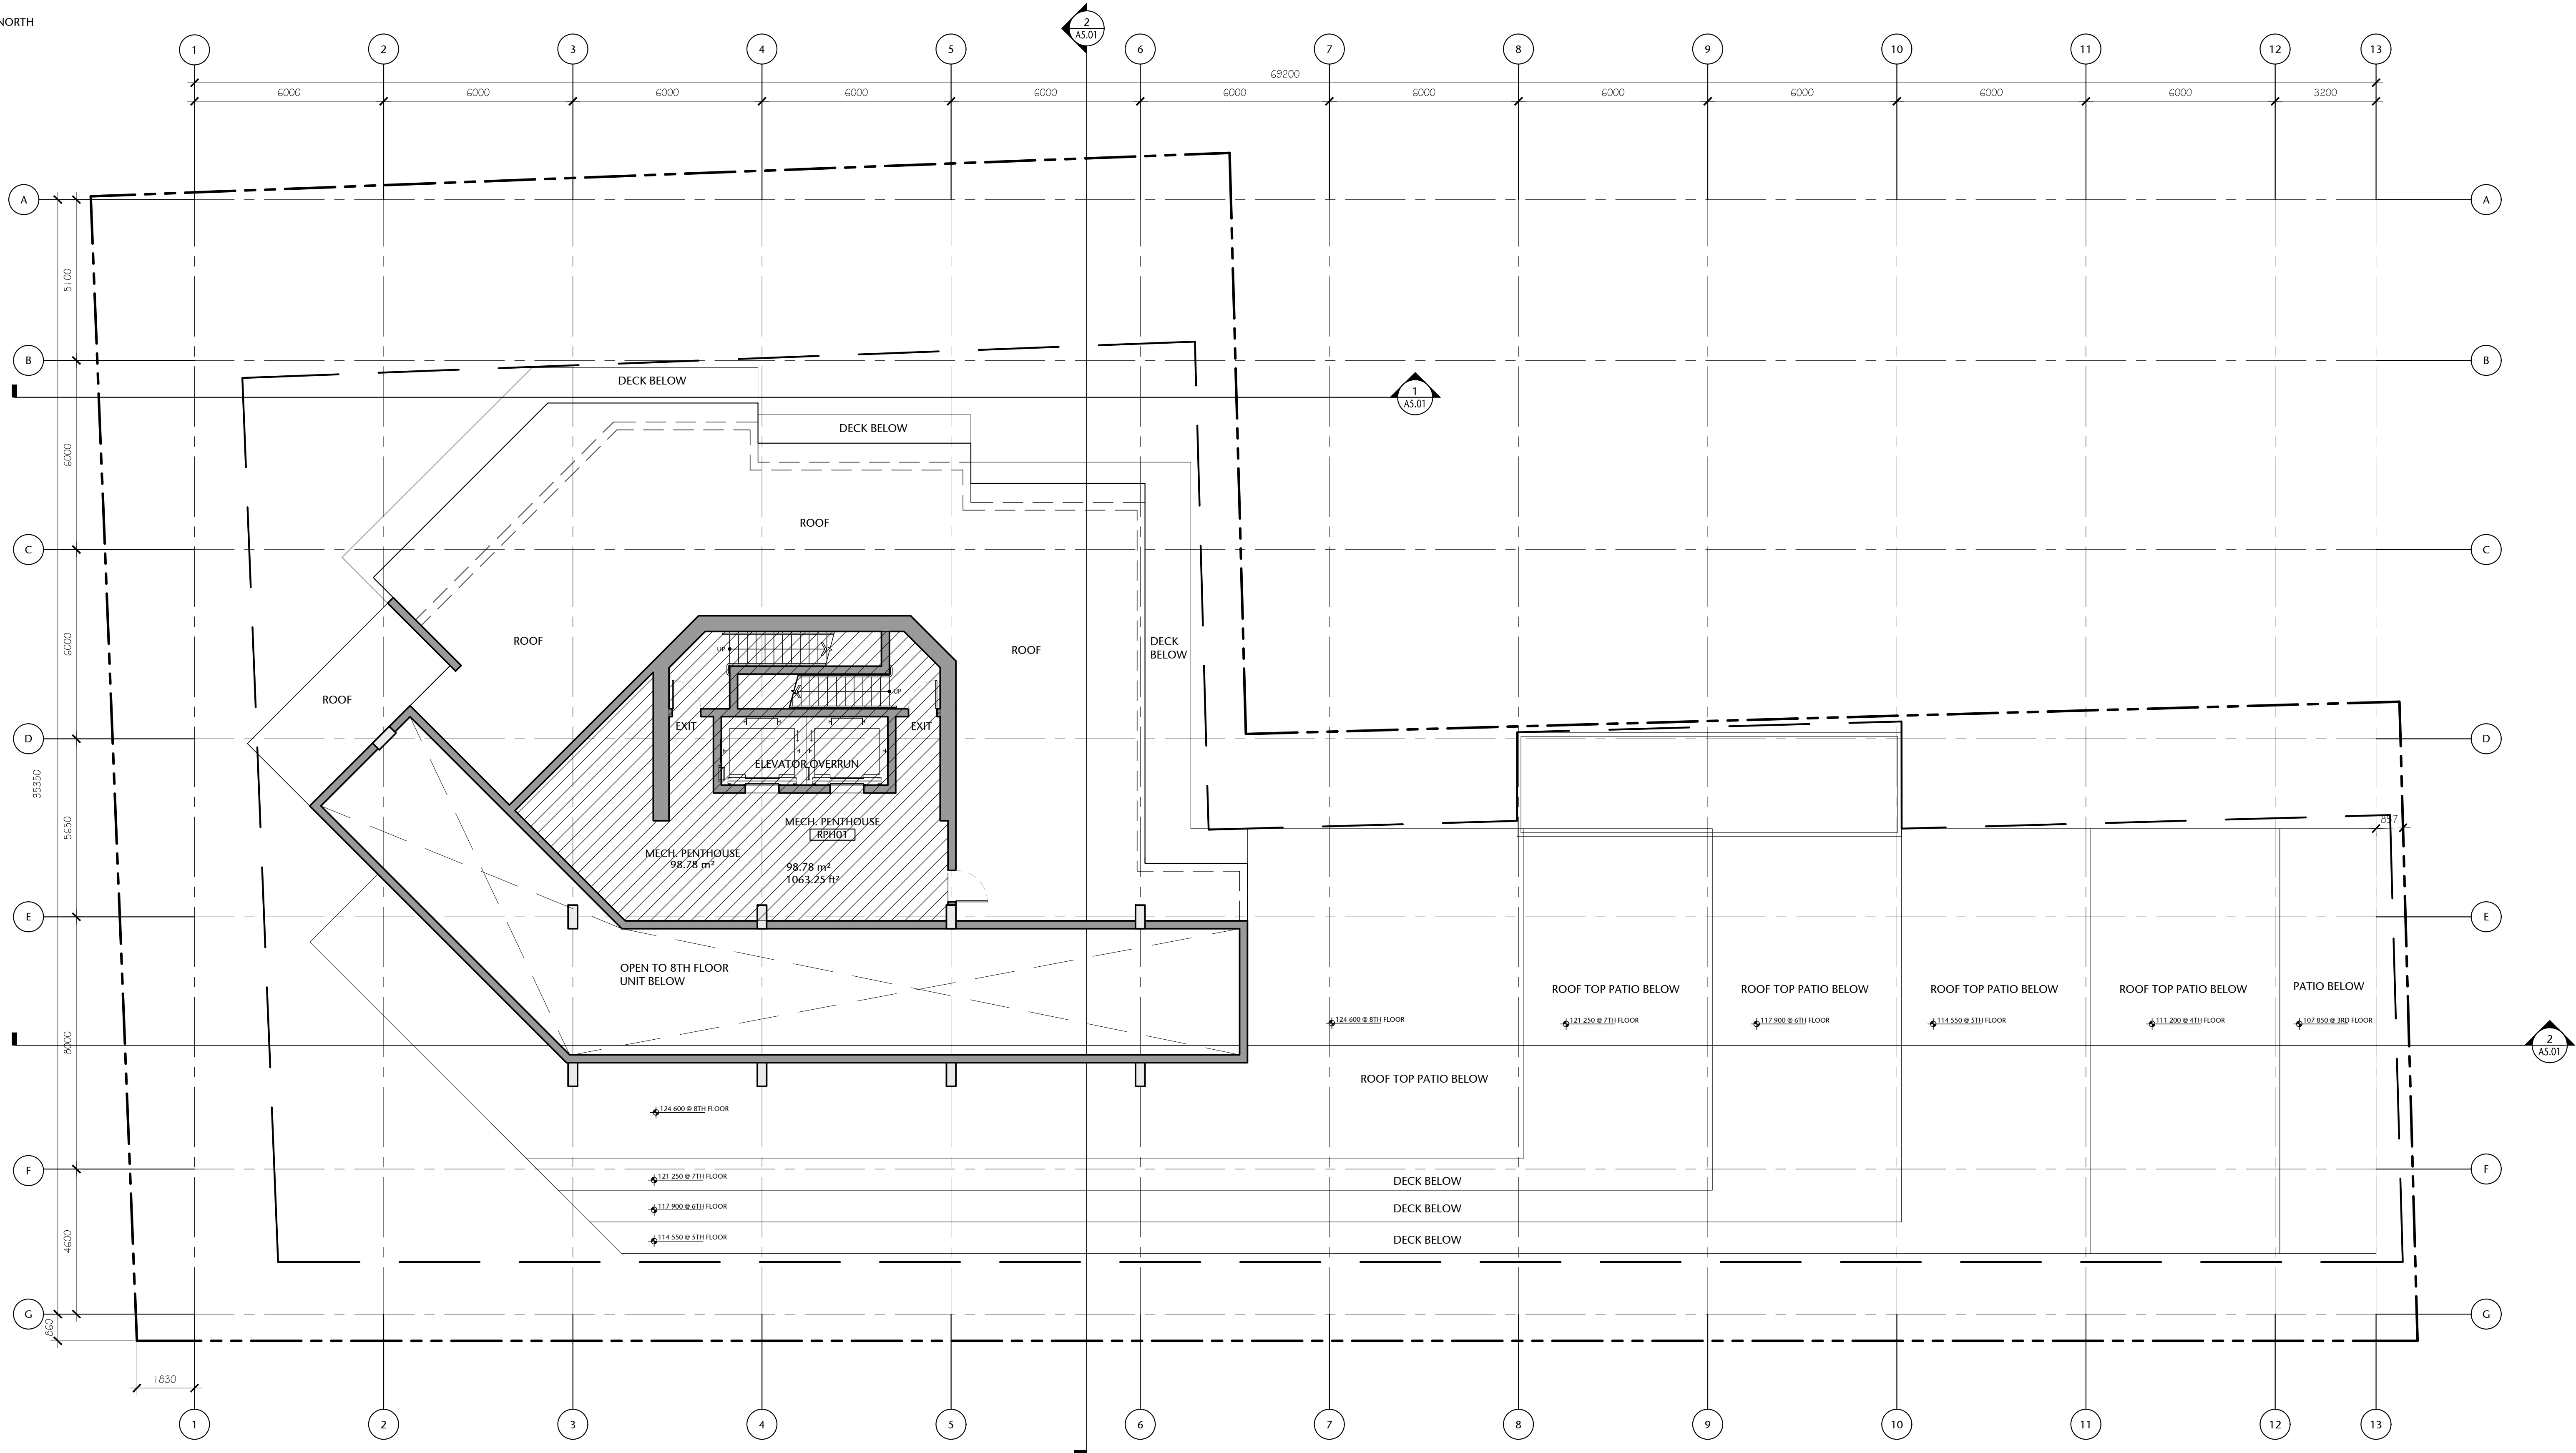 NORTH
2
A5.01
1
2
3
4
5
6
7
8
9
10
11
12
13
69200
6000
6000
6000
6000
6000
6000
6000
6000
6000
6000
6000
3200
A
A
5100
B
B
DECK BELOW
1
A5.01
DECK BELOW
6000
ROOF
C
C
ROOF
DECK
BELOW
ROOF
6000
UP
UP
ROOF
EXIT
EXIT
D
D
ELEVATOR OVERRUN
35350
5650
MECH. PENTHOUSE
RPH01
857
MECH. PENTHOUSE
98.78 m²
98.78 m²
1063.25 ft²
E
E
OPEN TO 8TH FLOOR
UNIT BELOW
ROOF TOP PATIO BELOW
ROOF TOP PATIO BELOW
ROOF TOP PATIO BELOW
ROOF TOP PATIO BELOW
PATIO BELOW
124 600 @ 8TH FLOOR
121 250 @ 7TH FLOOR
117 900 @ 6TH FLOOR
114 550 @ 5TH FLOOR
111 200 @ 4TH FLOOR
107 850 @ 3RD FLOOR
8000
2
A5.01
ROOF TOP PATIO BELOW
124 600 @ 8TH FLOOR
F
F
121 250 @ 7TH FLOOR
DECK BELOW
117 900 @ 6TH FLOOR
DECK BELOW
4600
114 550 @ 5TH FLOOR
DECK BELOW
G
G
860
1830
1
2
3
4
5
6
7
8
9
10
11
12
13